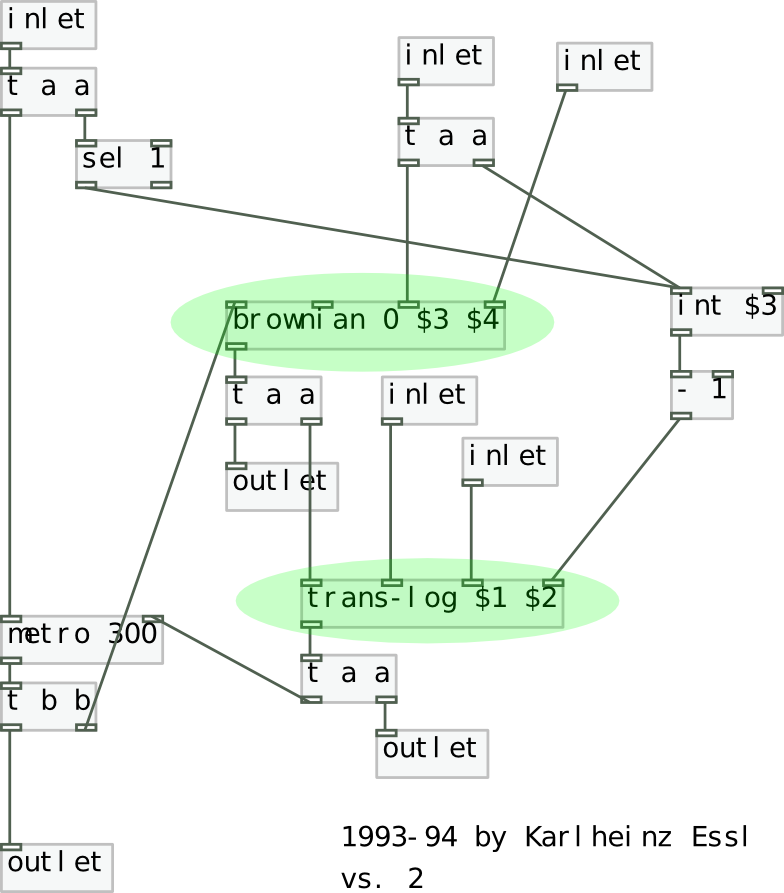 inlet
inlet
inlet
t a a
t a a
sel 1
int $3
brownian 0 $3 $4
- 1
t a a
inlet
inlet
outlet
trans-log $1 $2
metro 300
t a a
t b b
outlet
1993-94 by Karlheinz Essl
outlet
vs. 2